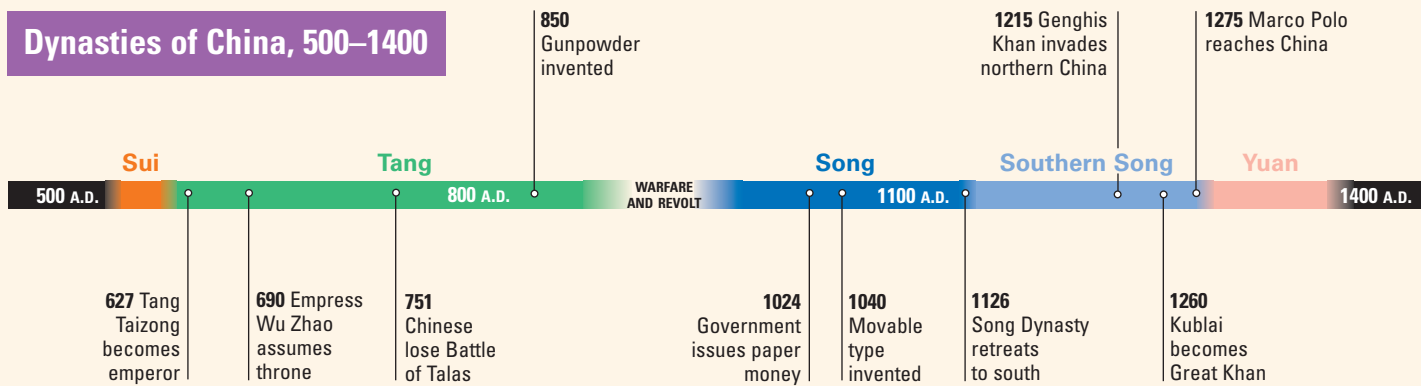 Dynasties of China, 500–1400
850
Gunpowder
invented
1215 Genghis
Khan invades
northern China
1275 Marco Polo
reaches China
Sui
Tang
Song
Southern Song
Yuan
500 A.D.
800 A.D.
WARFARE
AND REVOLT
1100 A.D.
1400 A.D.
627 Tang
Taizong
becomes
emperor
690 Empress
Wu Zhao
assumes
throne
751
Chinese
lose Battle
of Talas
1024
Government
issues paper
money
1040
Movable
type
invented
1126
Song Dynasty
retreats
to south
1260
Kublai
becomes
Great Khan